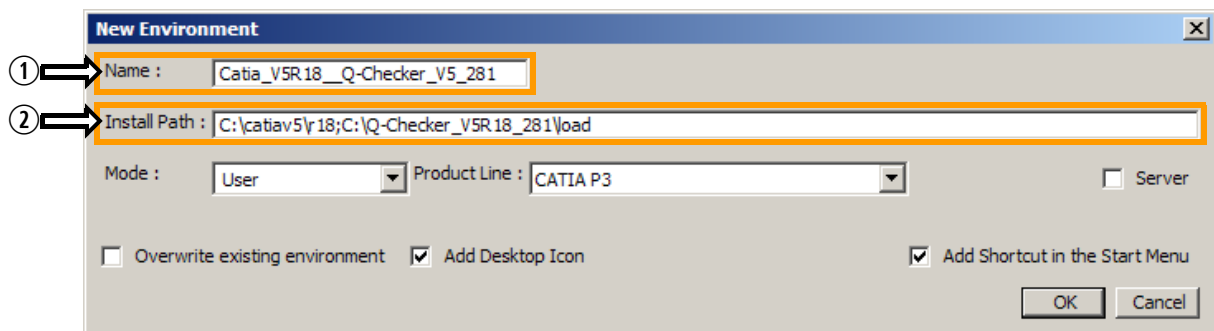 New Environment
① Name : Catia_V5R18__Q-Checker_V5_281
② Install Path : C:\catiav5\r18;C:\Q-Checker_V5R18_281\load
Mode : User Product Line : CATIA P3 Server
Overwrite existing environment Add Desktop Icon Add Shortcut in the Start Menu
OK Cancel